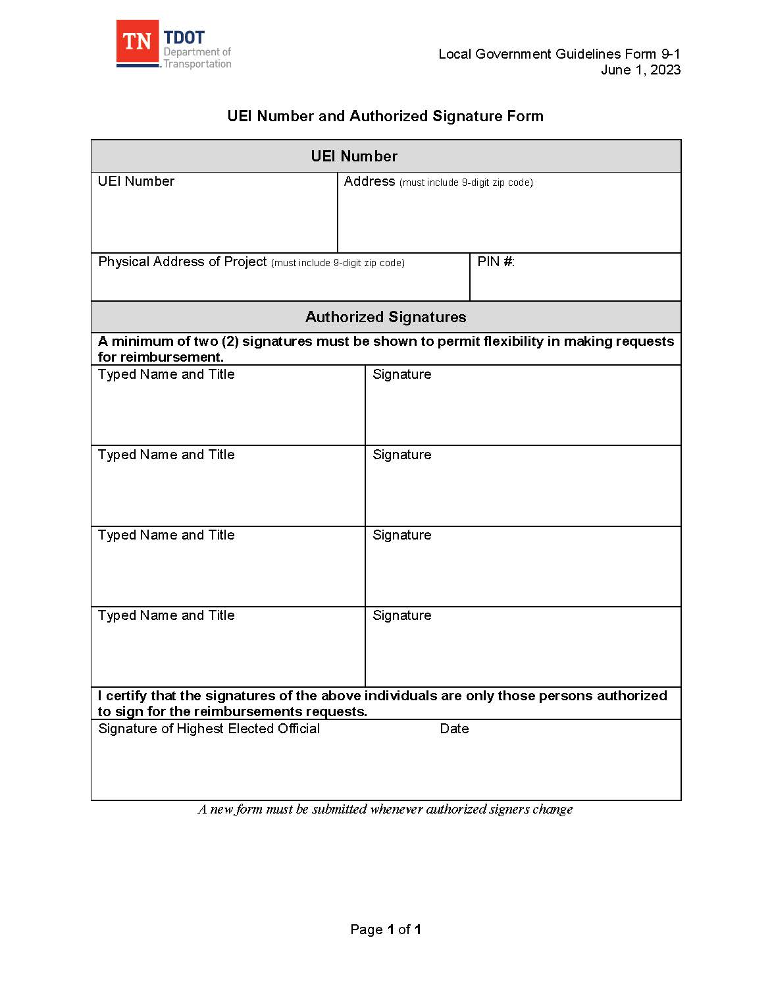 TN TDOT
Department of
Transportation
Local Government Guidelines Form 9-1
June 1, 2023
UEI Number and Authorized Signature Form
UEI Number
UEI Number
Address (must include 9-digit zip code)
Physical Address of Project (must include 9-digit zip code)
PIN #:
Authorized Signatures
A minimum of two (2) signatures must be shown to permit flexibility in making requests
for reimbursement.
Typed Name and Title
Signature
Typed Name and Title
Signature
Typed Name and Title
Signature
Typed Name and Title
Signature
I certify that the signatures of the above individuals are only those persons authorized
to sign for the reimbursements requests.
Signature of Highest Elected Official
Date
A new form must be submitted whenever authorized signers change
Page 1 of 1